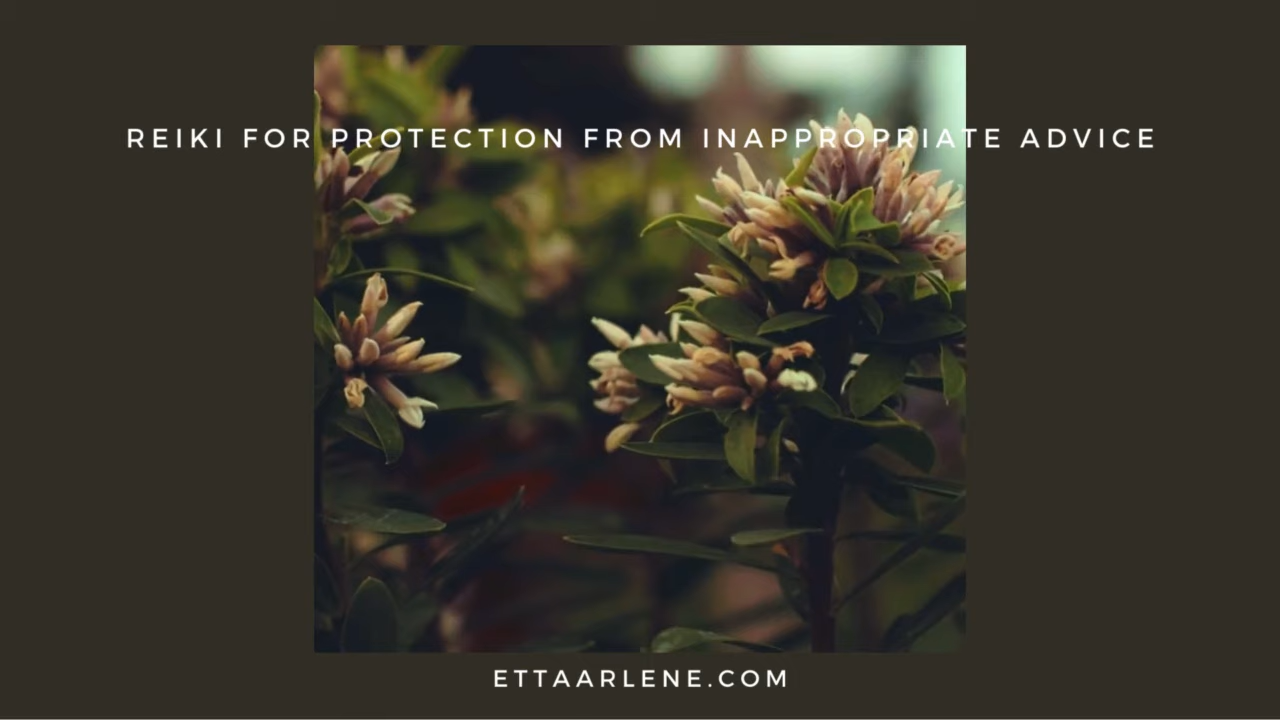 REIKI FOR PROTECTION FROM INAPPROPRIATE ADVICE
ETTAARLENE.COM